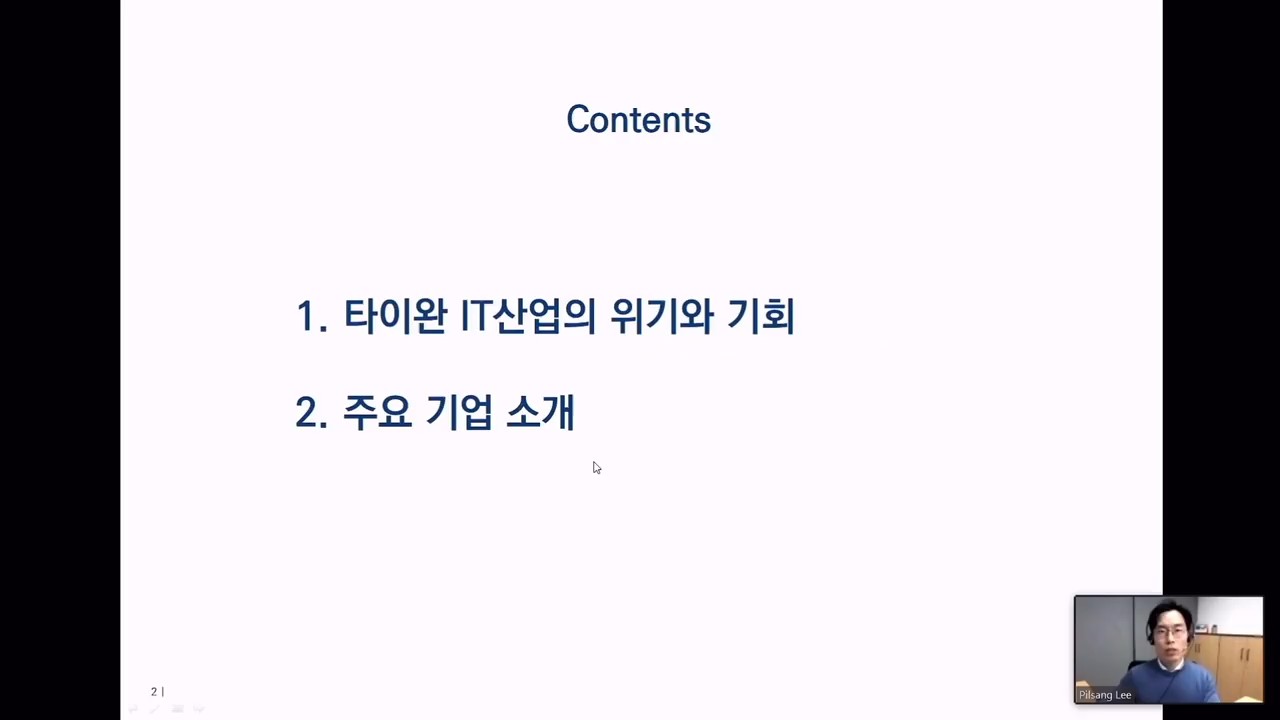 Contents
1. 타이완 IT산업의 위기와 기회
2. 주요 기업 소개
2 |
Pilsang Lee